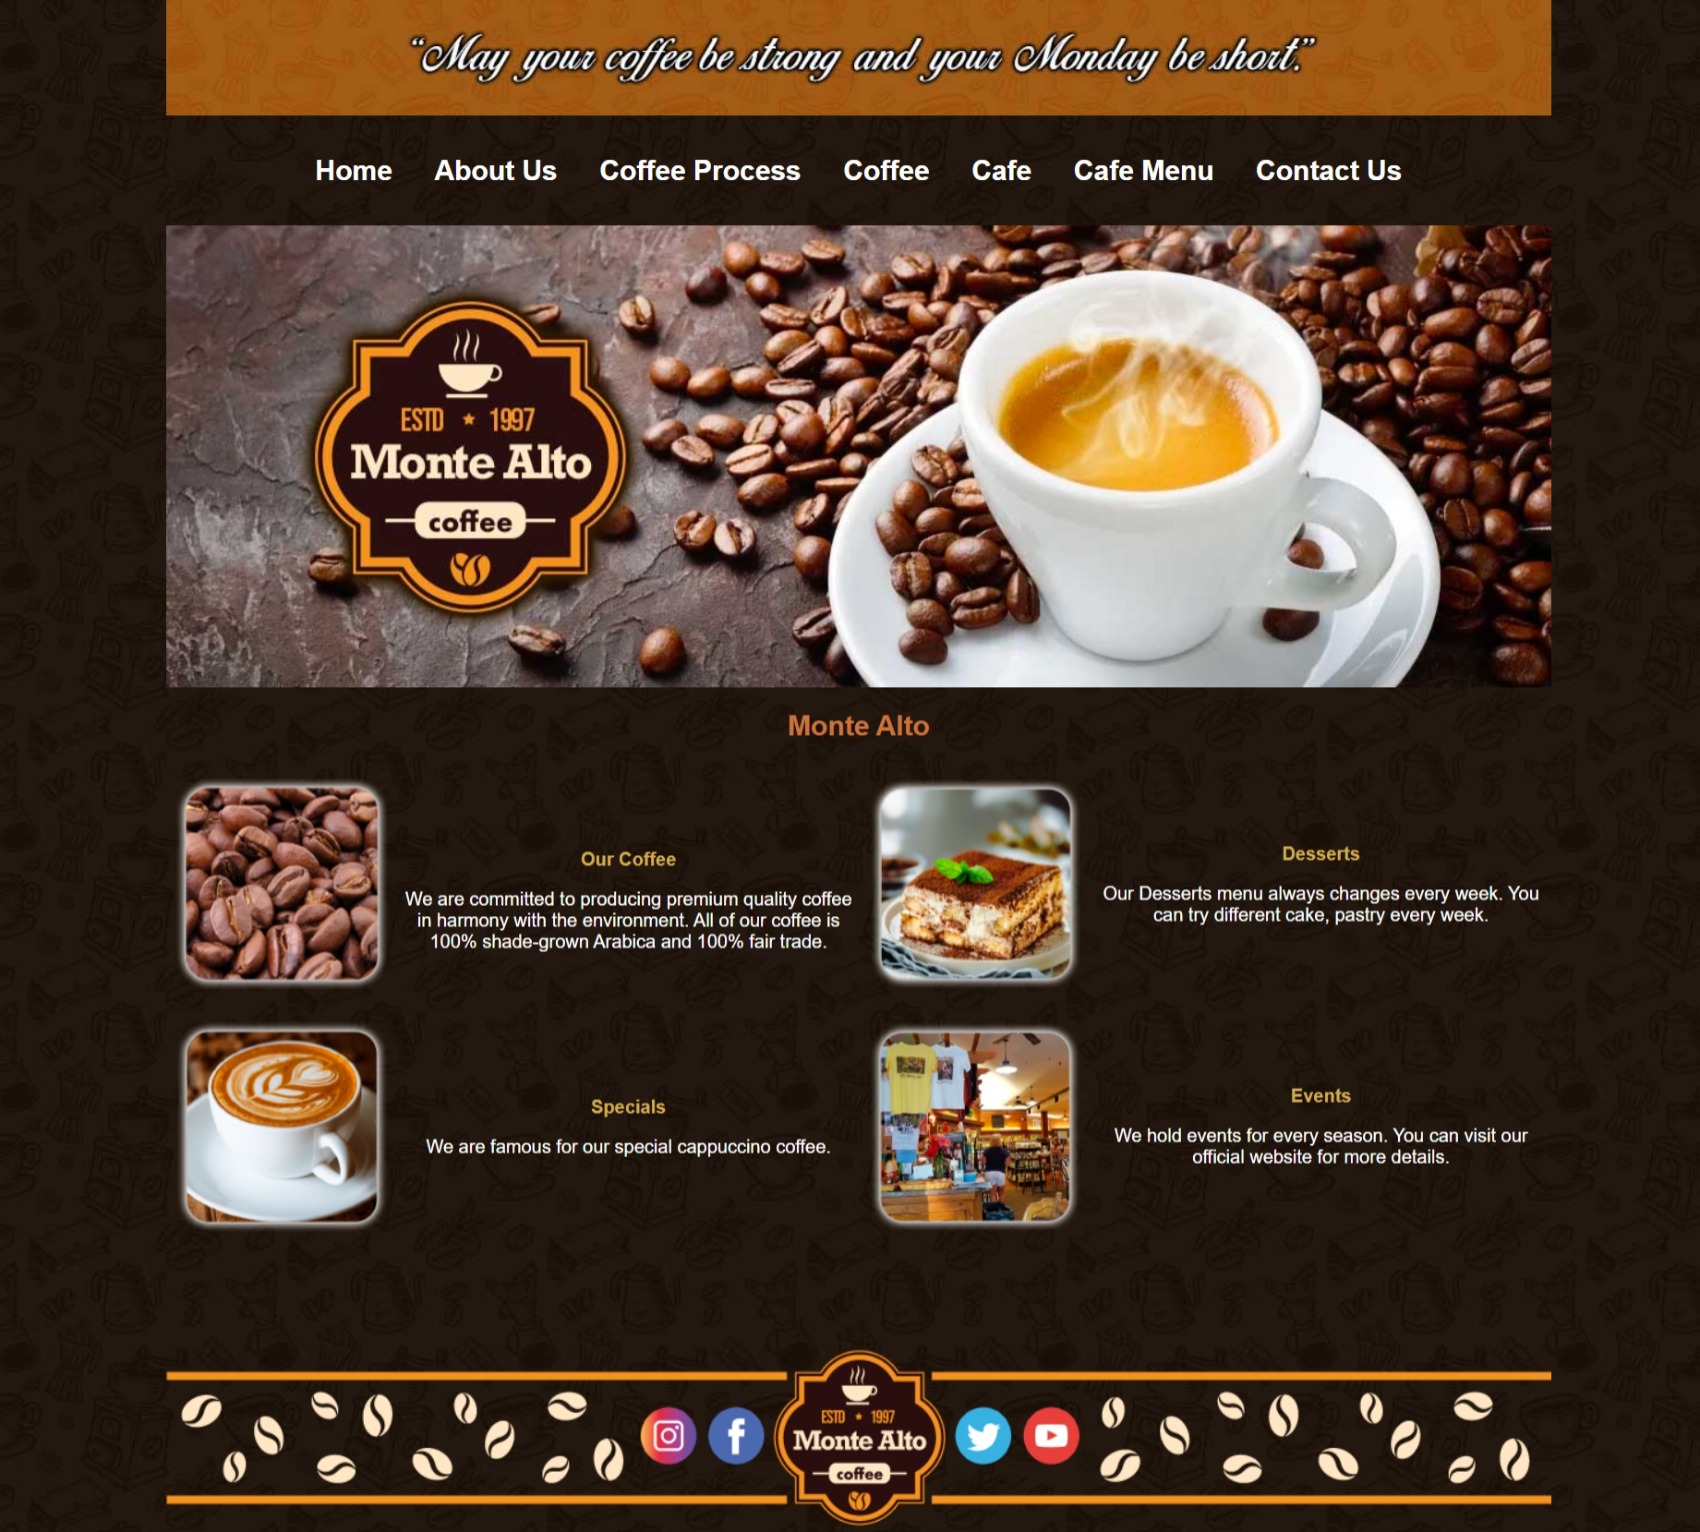 “May your coffee be strong and your Monday be short.”
Home About Us Coffee Process Coffee Cafe Cafe Menu Contact Us
ESTD ★ 1997
Monte Alto
coffee
Monte Alto
Our Coffee
We are committed to producing premium quality coffee
in harmony with the environment. All of our coffee is
100% shade-grown Arabica and 100% fair trade.
Desserts
Our Desserts menu always changes every week. You
can try different cake, pastry every week.
Specials
We are famous for our special cappuccino coffee.
Events
We hold events for every season. You can visit our
official website for more details.
ESTD ★ 1997
Monte Alto
coffee